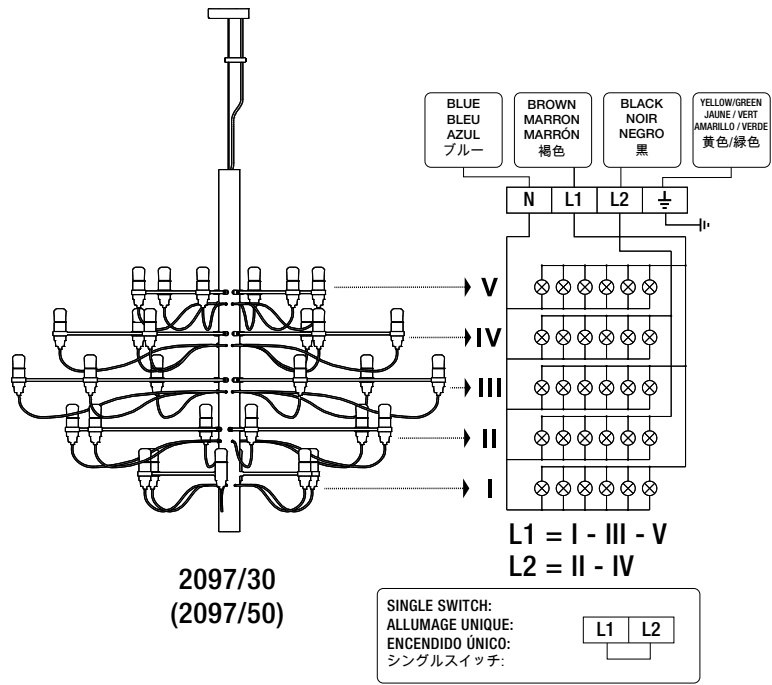 BLUE
BLEU
AZUL
ブルー
BROWN
MARRON
MARRÓN
褐色
BLACK
NOIR
NEGRO
黒
YELLOW/GREEN
JAUNE / VERT
AMARILLO / VERDE
黄色/緑色
N L1 L2
V
IV
III
II
I
L1 = I - III - V
L2 = II - IV
2097/30
(2097/50)
SINGLE SWITCH:
ALLUMAGE UNIQUE:
ENCENDIDO ÚNICO:
シングルスイッチ:
L1 L2